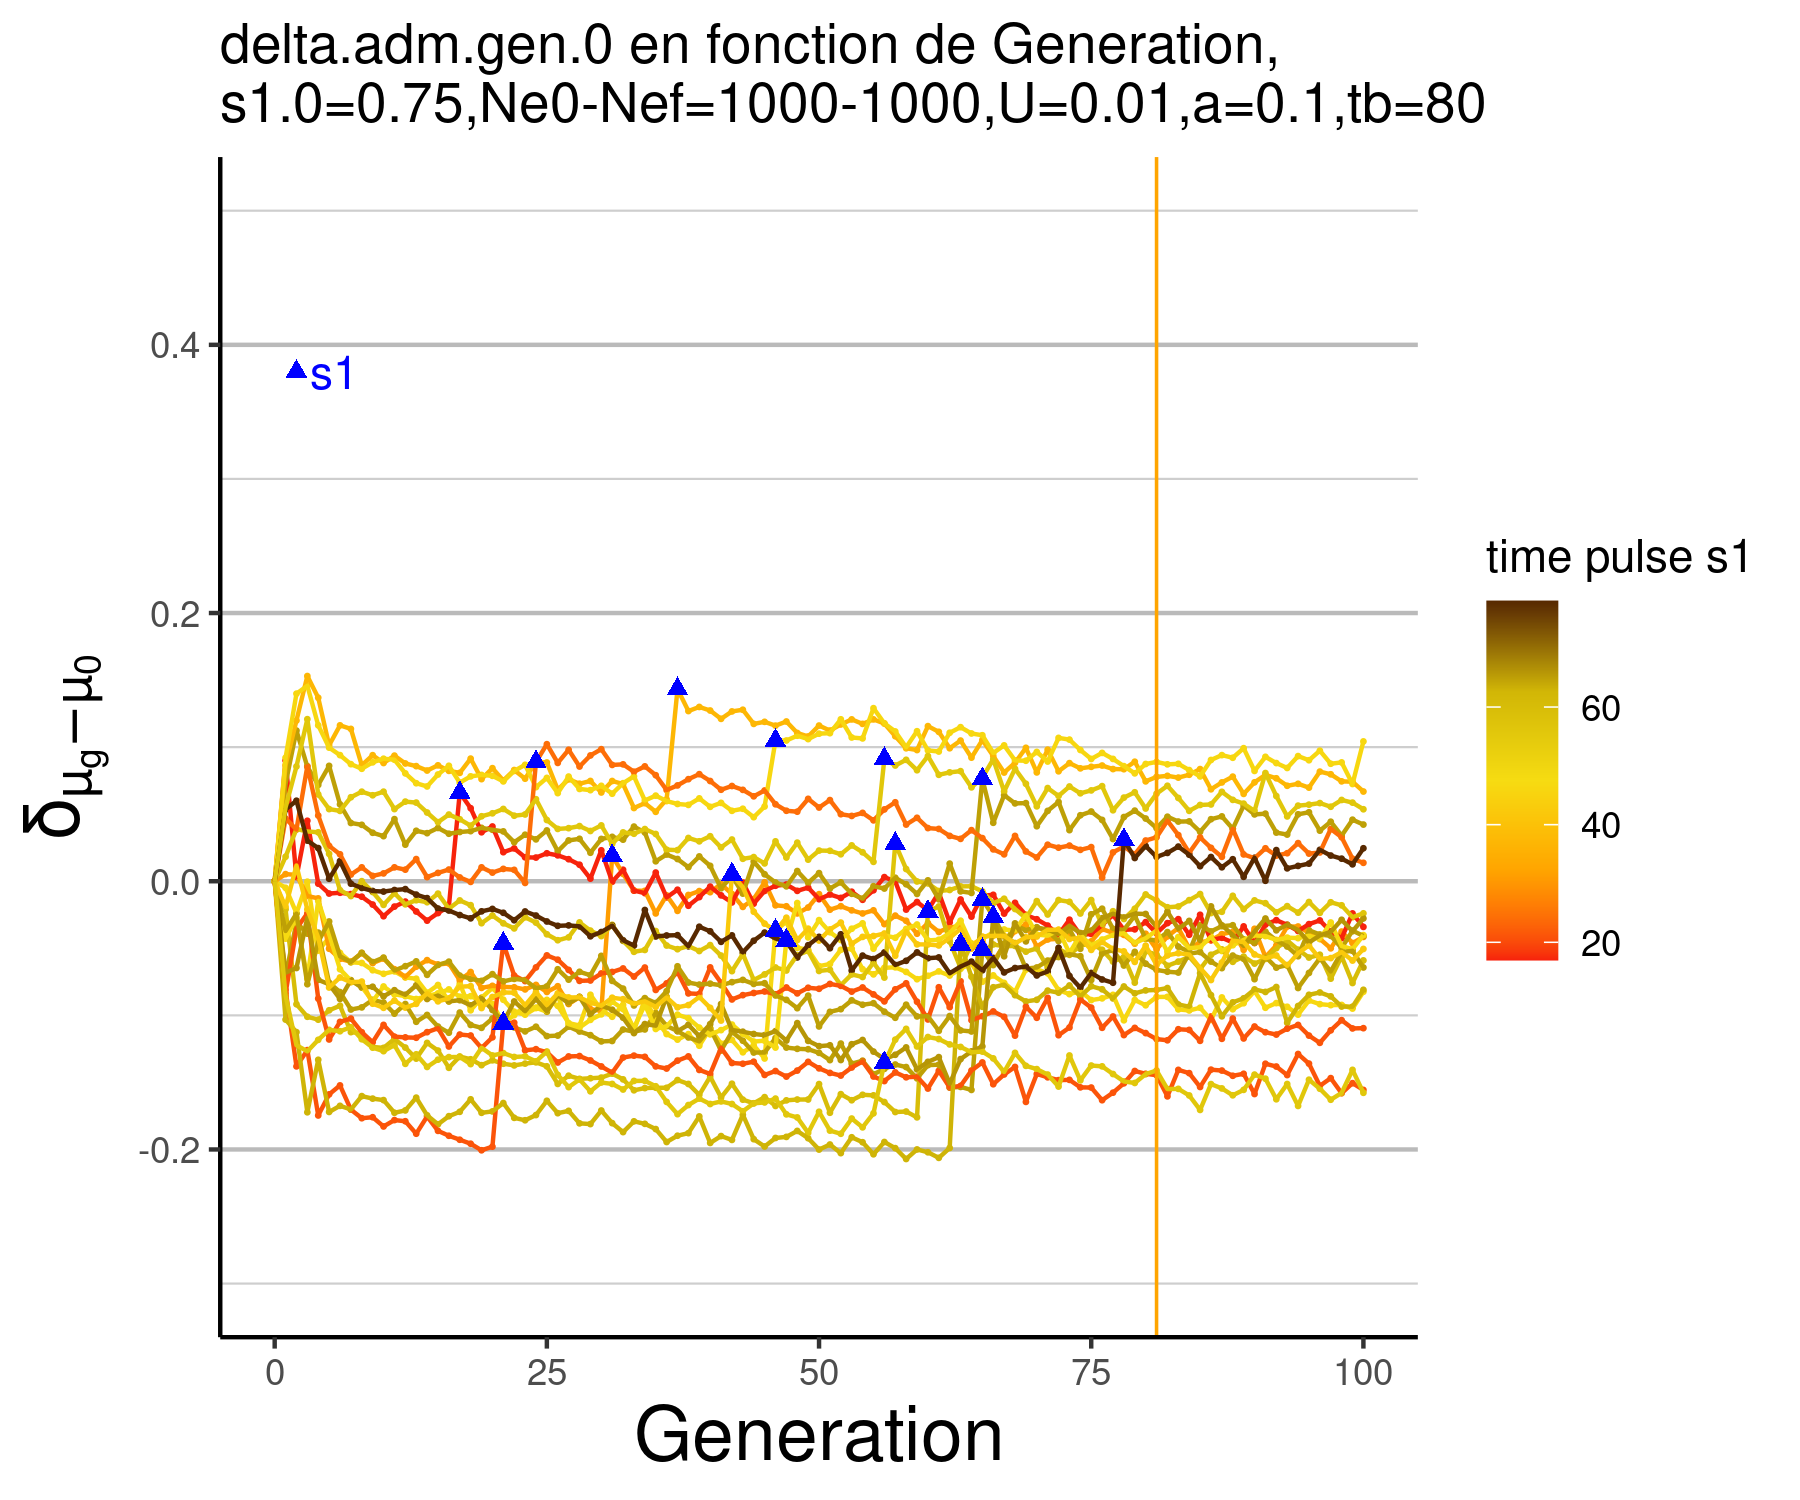 delta.adm.gen.0 en fonction de Generation,
s1.0=0.75,Ne0-Nef=1000-1000,U=0.01,a=0.1,tb=80
δμg−μ0
0.4
0.2
0.0
-0.2
s1
0 25 50 75 100
Generation
time pulse s1
60
40
20